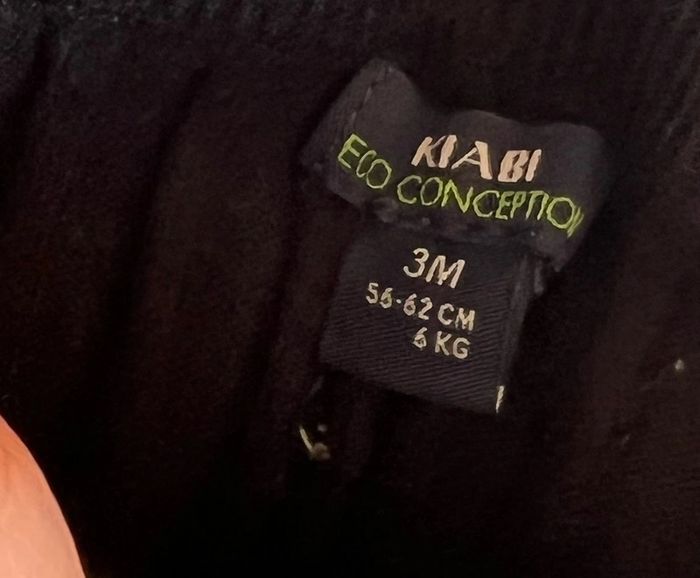 KIABI
ECO CONCEPTION
3M
56-62 CM
6 KG